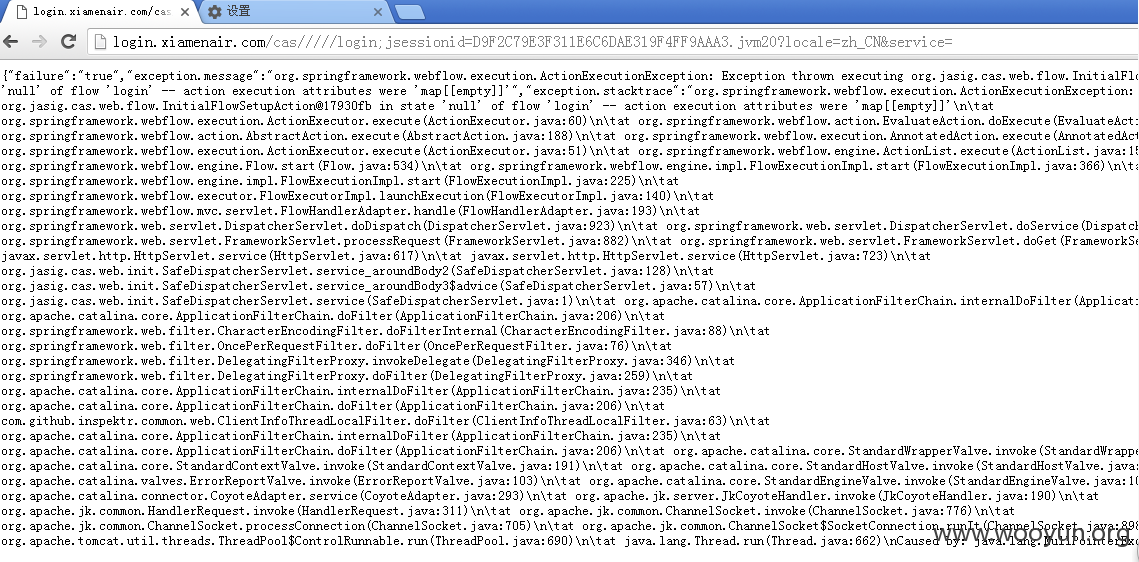 login.xiamenair.com/cas
设置
login.xiamenair.com/cas/////login;jsessionid=D9F2C79E3F311E6C6DAE319F4FF9AAA3.jvm20?locale=zh_CN&service=
{"failure":"true","exception.message":"org.springframework.webflow.execution.ActionExecutionException: Exception thrown executing org.jasig.cas.web.flow.InitialFlo
'null' of flow 'login' -- action execution attributes were 'map[[empty]]'","exception.stacktrace":"org.springframework.webflow.execution.ActionExecutionException:
org.jasig.cas.web.flow.InitialFlowSetupAction@17930fb in state 'null' of flow 'login' -- action execution attributes were 'map[[empty]]'\n\tat
org.springframework.webflow.execution.ActionExecutor.execute(ActionExecutor.java:60)\n\tat org.springframework.webflow.action.EvaluateAction.doExecute(EvaluateActi
org.springframework.webflow.action.AbstractAction.execute(AbstractAction.java:188)\n\tat org.springframework.webflow.execution.AnnotatedAction.execute(AnnotatedAct
org.springframework.webflow.execution.ActionExecutor.execute(ActionExecutor.java:51)\n\tat org.springframework.webflow.engine.ActionList.execute(ActionList.java:15
org.springframework.webflow.engine.Flow.start(Flow.java:534)\n\tat org.springframework.webflow.engine.impl.FlowExecutionImpl.start(FlowExecutionImpl.java:366)\n\tat
org.springframework.webflow.engine.impl.FlowExecutionImpl.start(FlowExecutionImpl.java:225)\n\tat
org.springframework.webflow.executor.FlowExecutorImpl.launchExecution(FlowExecutorImpl.java:140)\n\tat
org.springframework.webflow.mvc.servlet.FlowHandlerAdapter.handle(FlowHandlerAdapter.java:193)\n\tat
org.springframework.web.servlet.DispatcherServlet.doDispatch(DispatcherServlet.java:923)\n\tat org.springframework.web.servlet.DispatcherServlet.doService(Dispatch
org.springframework.web.servlet.FrameworkServlet.processRequest(FrameworkServlet.java:882)\n\tat org.springframework.web.servlet.FrameworkServlet.doGet(FrameworkSe
javax.servlet.http.HttpServlet.service(HttpServlet.java:617)\n\tat javax.servlet.http.HttpServlet.service(HttpServlet.java:723)\n\tat
org.jasig.cas.web.init.SafeDispatcherServlet.service_aroundBody2(SafeDispatcherServlet.java:128)\n\tat
org.jasig.cas.web.init.SafeDispatcherServlet.service_aroundBody3$advice(SafeDispatcherServlet.java:57)\n\tat
org.jasig.cas.web.init.SafeDispatcherServlet.service(SafeDispatcherServlet.java:1)\n\tat org.apache.catalina.core.ApplicationFilterChain.internalDoFilter(Applicati
org.apache.catalina.core.ApplicationFilterChain.doFilter(ApplicationFilterChain.java:206)\n\tat
org.springframework.web.filter.CharacterEncodingFilter.doFilterInternal(CharacterEncodingFilter.java:88)\n\tat
org.springframework.web.filter.OncePerRequestFilter.doFilter(OncePerRequestFilter.java:76)\n\tat
org.springframework.web.filter.DelegatingFilterProxy.invokeDelegate(DelegatingFilterProxy.java:346)\n\tat
org.springframework.web.filter.DelegatingFilterProxy.doFilter(DelegatingFilterProxy.java:259)\n\tat
org.apache.catalina.core.ApplicationFilterChain.internalDoFilter(ApplicationFilterChain.java:235)\n\tat
org.apache.catalina.core.ApplicationFilterChain.doFilter(ApplicationFilterChain.java:206)\n\tat
com.github.inspektr.common.web.ClientInfoThreadLocalFilter.doFilter(ClientInfoThreadLocalFilter.java:63)\n\tat
org.apache.catalina.core.ApplicationFilterChain.internalDoFilter(ApplicationFilterChain.java:235)\n\tat
org.apache.catalina.core.ApplicationFilterChain.doFilter(ApplicationFilterChain.java:206)\n\tat org.apache.catalina.core.StandardWrapperValve.invoke(StandardWrappe
org.apache.catalina.core.StandardContextValve.invoke(StandardContextValve.java:191)\n\tat org.apache.catalina.core.StandardHostValve.invoke(StandardHostValve.java
org.apache.catalina.valves.ErrorReportValve.invoke(ErrorReportValve.java:103)\n\tat org.apache.catalina.core.StandardEngineValve.invoke(StandardEngineValve.java:10
org.apache.catalina.connector.CoyoteAdapter.service(CoyoteAdapter.java:293)\n\tat org.apache.jk.server.JkCoyoteHandler.invoke(JkCoyoteHandler.java:190)\n\tat
org.apache.jk.common.HandlerRequest.invoke(HandlerRequest.java:311)\n\tat org.apache.jk.common.ChannelSocket.invoke(ChannelSocket.java:776)\n\tat
org.apache.jk.common.ChannelSocket.processConnection(ChannelSocket.java:705)\n\tat org.apache.jk.common.ChannelSocket$SocketConnection.runIt(ChannelSocket.java:898
org.apache.tomcat.util.threads.ThreadPool$ControlRunnable.run(ThreadPool.java:690)\n\tat java.lang.Thread.run(Thread.java:662)\nCaused by: java.lang.NullPointerExc
www.wooyun.org